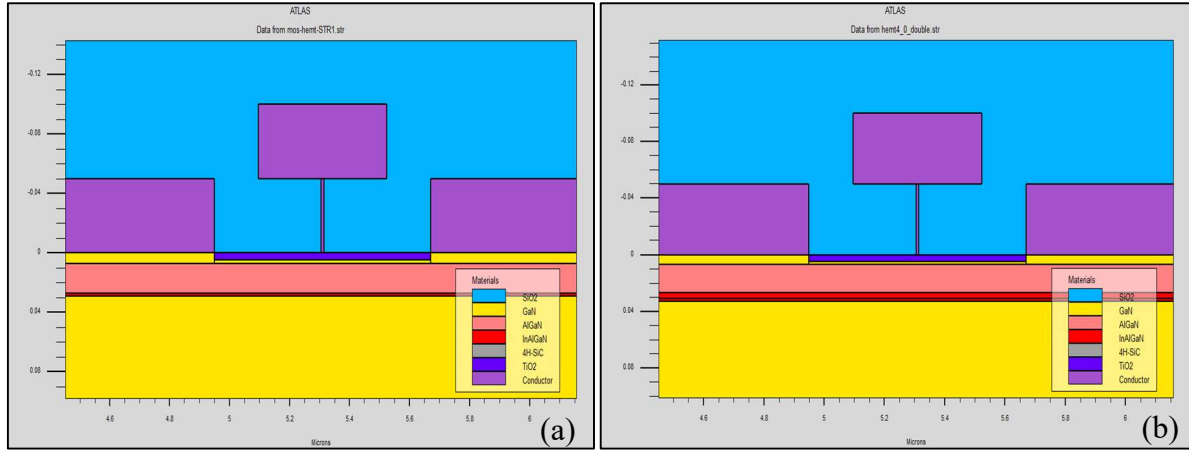 ATLAS
Data from mos-hemt-STR1.str
-0.12
-0.08
-0.04
0
0.04
0.08
Materials
SiO2
GaN
AlGaN
InAlGaN
4H-SiC
TiO2
Conductor
4.6
4.8
5
5.2
5.4
5.6
5.8
6
Microns
(a)
ATLAS
Data from hemt4_0_double.str
-0.12
-0.08
-0.04
0
0.04
0.08
Materials
SiO2
GaN
AlGaN
InAlGaN
4H-SiC
TiO2
Conductor
4.6
4.8
5
5.2
5.4
5.6
5.8
6
Microns
(b)